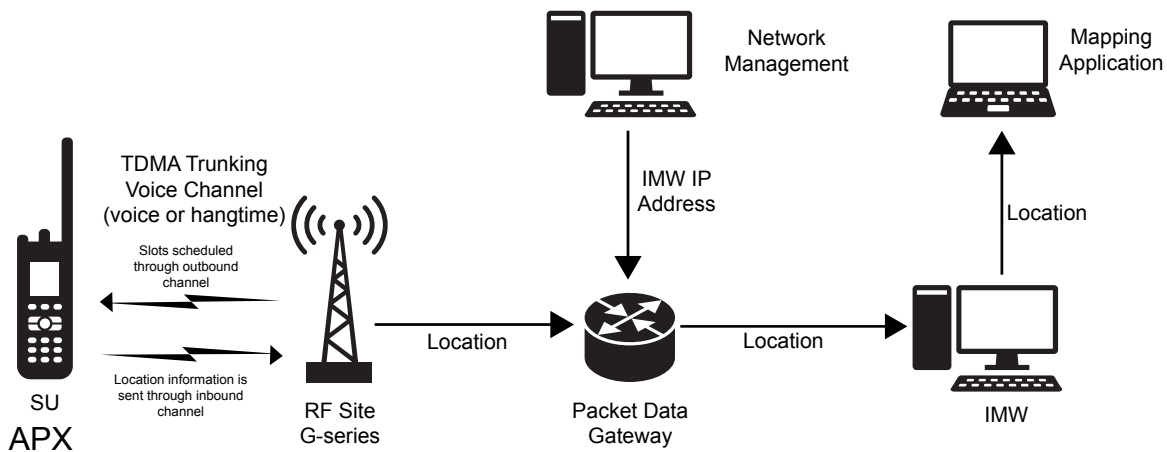 Network
Management
Mapping
Application
TDMA Trunking
Voice Channel
(voice or hangtime)
Slots scheduled
through outbound
channel
IMW IP
Address
Location
Location
Location
Location information is
sent through inbound
channel
SU
APX
RF Site
G-series
Packet Data
Gateway
IMW